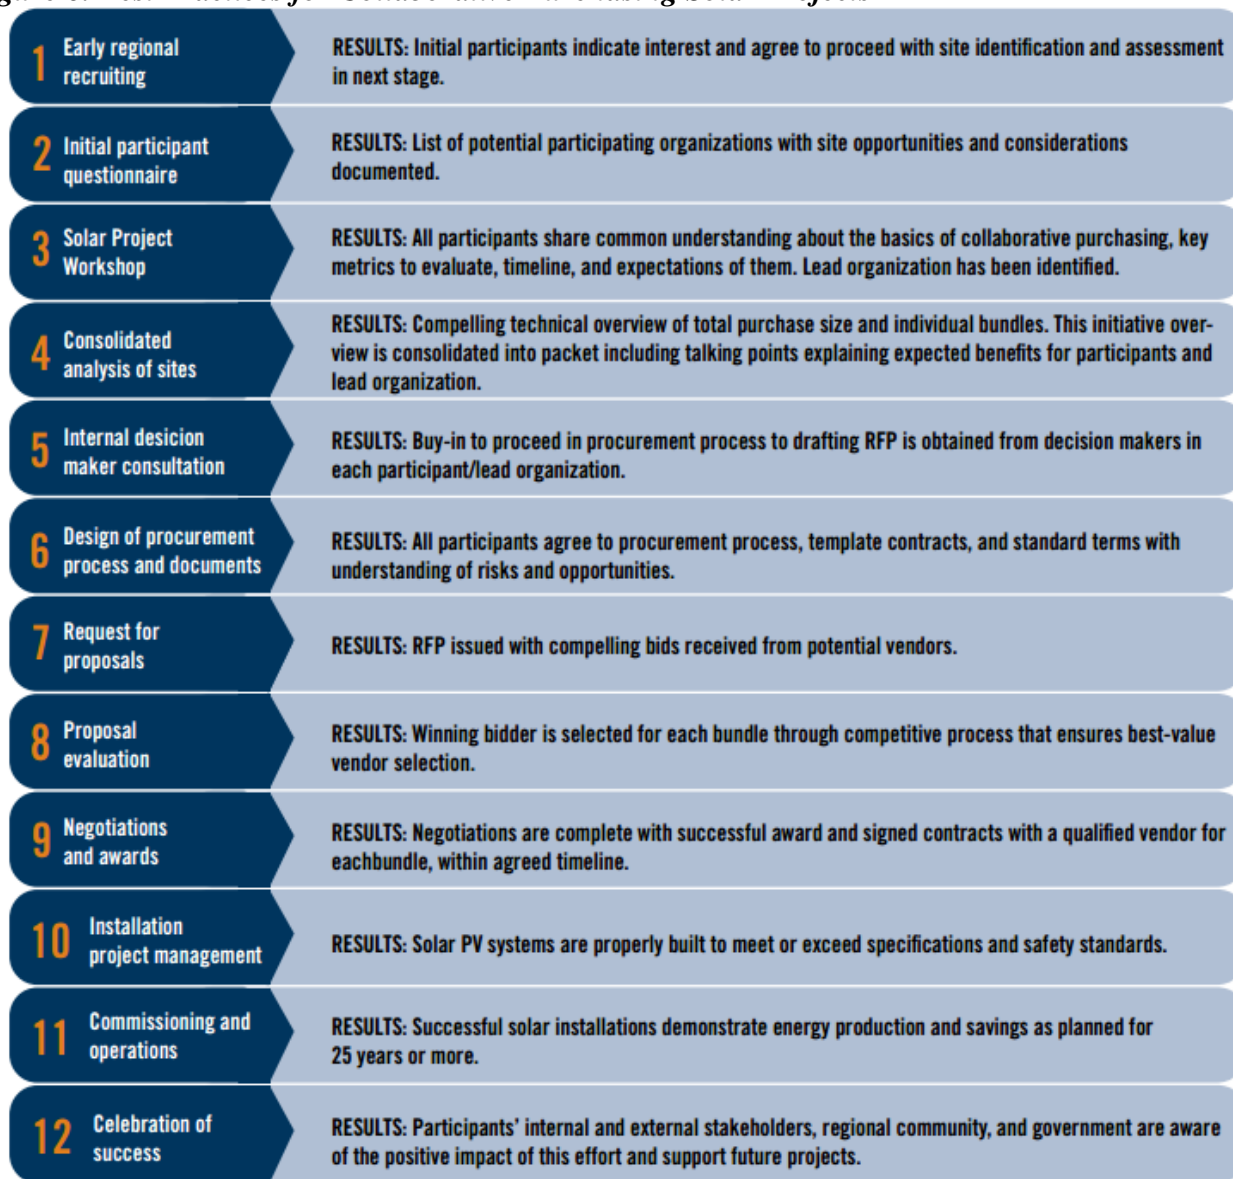 1
Early regional
recruiting
RESULTS: Initial participants indicate interest and agree to proceed with site identification and assessment
in next stage.
2
Initial participant
questionnaire
RESULTS: List of potential participating organizations with site opportunities and considerations
documented.
3
Solar Project
Workshop
RESULTS: All participants share common understanding about the basics of collaborative purchasing, key
metrics to evaluate, timeline, and expectations of them. Lead organization has been identified.
4
Consolidated
analysis of sites
RESULTS: Compelling technical overview of total purchase size and individual bundles. This initiative over-
view is consolidated into packet including talking points explaining expected benefits for participants and
lead organization.
5
Internal desicion
maker consultation
RESULTS: Buy-in to proceed in procurement process to drafting RFP is obtained from decision makers in
each participant/lead organization.
6
Design of procurement
process and documents
RESULTS: All participants agree to procurement process, template contracts, and standard terms with
understanding of risks and opportunities.
7
Request for
proposals
RESULTS: RFP issued with compelling bids received from potential vendors.
8
Proposal
evaluation
RESULTS: Winning bidder is selected for each bundle through competitive process that ensures best-value
vendor selection.
9
Negotiations
and awards
RESULTS: Negotiations are complete with successful award and signed contracts with a qualified vendor for
eachbundle, within agreed timeline.
10
Installation
project management
RESULTS: Solar PV systems are properly built to meet or exceed specifications and safety standards.
11
Commissioning and
operations
RESULTS: Successful solar installations demonstrate energy production and savings as planned for
25 years or more.
12
Celebration of
success
RESULTS: Participants' internal and external stakeholders, regional community, and government are aware
of the positive impact of this effort and support future projects.